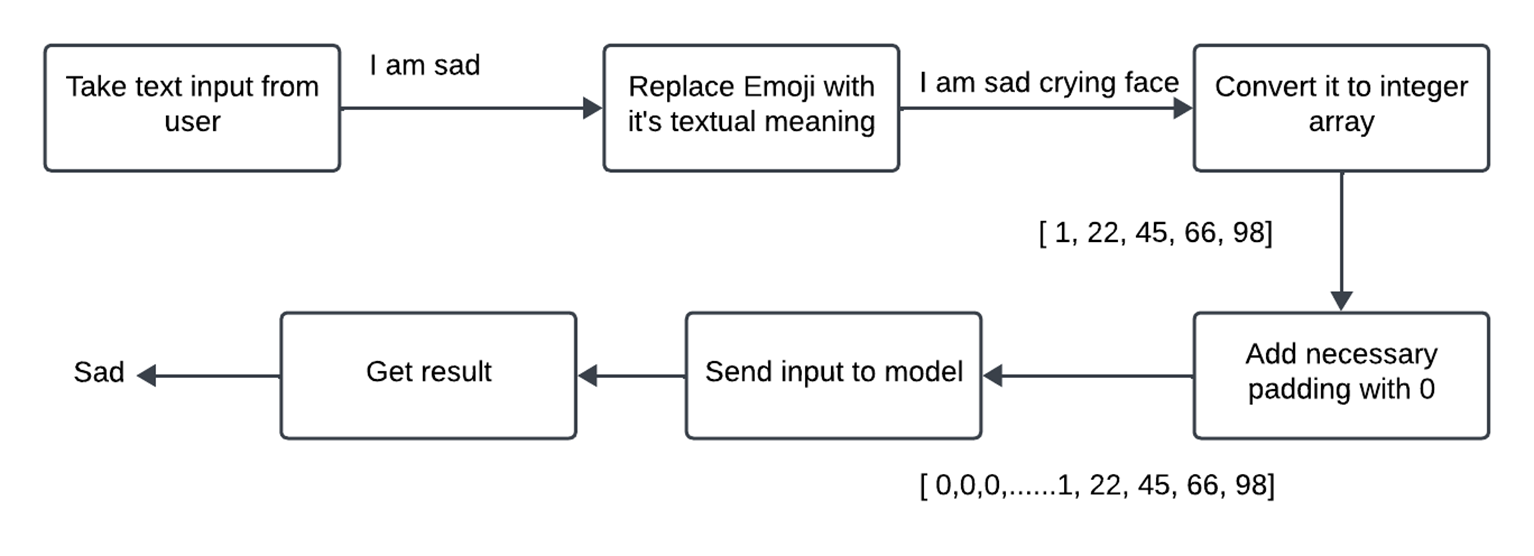 Take text input from
user
I am sad
Replace Emoji with
it's textual meaning
I am sad crying face
Convert it to integer
array
[ 1, 22, 45, 66, 98]
Add necessary
padding with 0
[ 0,0,0,......1, 22, 45, 66, 98]
Send input to model
Get result
Sad